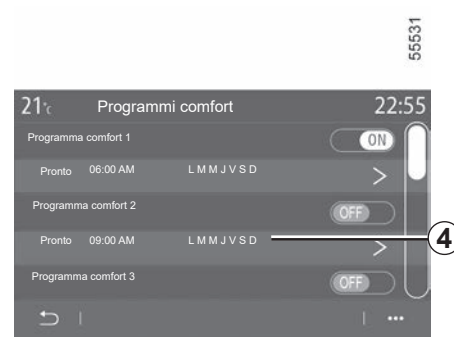 55531
21°c Programmi comfort 22:55
Programma comfort 1 ON
Pronto 06:00 AM L M M J V S D
Programma comfort 2 OFF
Pronto 09:00 AM L M M J V S D
4
Programma comfort 3 OFF